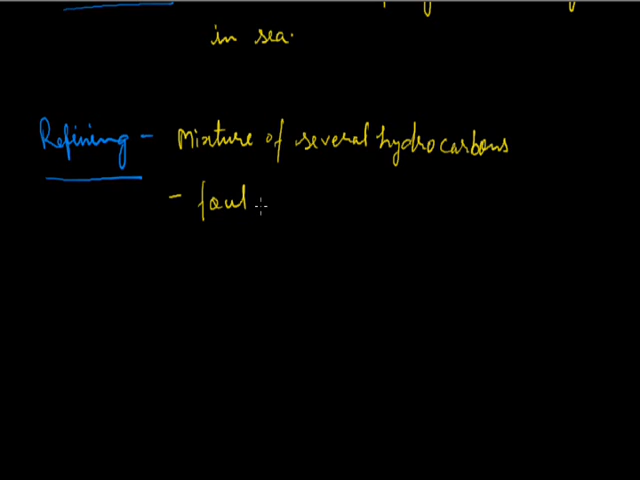 in sea.
Refining - Mixture of several hydrocarbons
- foul